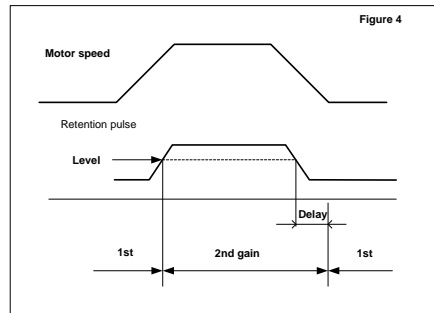 Figure 4
Motor speed
Retention pulse
Level
Delay
1st 2nd gain 1st